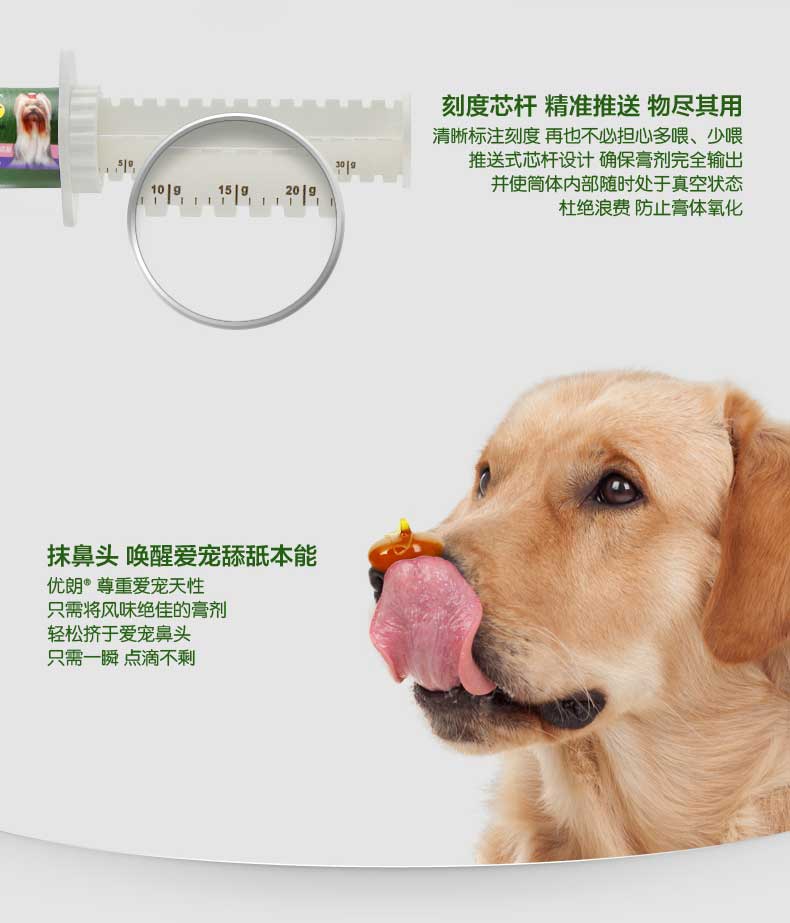 刻度芯杆 精准推送 物尽其用
清晰标注刻度 再也不必担心多喂、少喂
推送式芯杆设计 确保膏剂完全输出
并使筒体内部随时处于真空状态
杜绝浪费 防止膏体氧化
5 g
30 g
10 g 15 g 20 g
抹鼻头 唤醒爱宠舔舐本能
优朗® 尊重爱宠天性
只需将风味绝佳的膏剂
轻松挤于爱宠鼻头
只需一瞬 点滴不剩